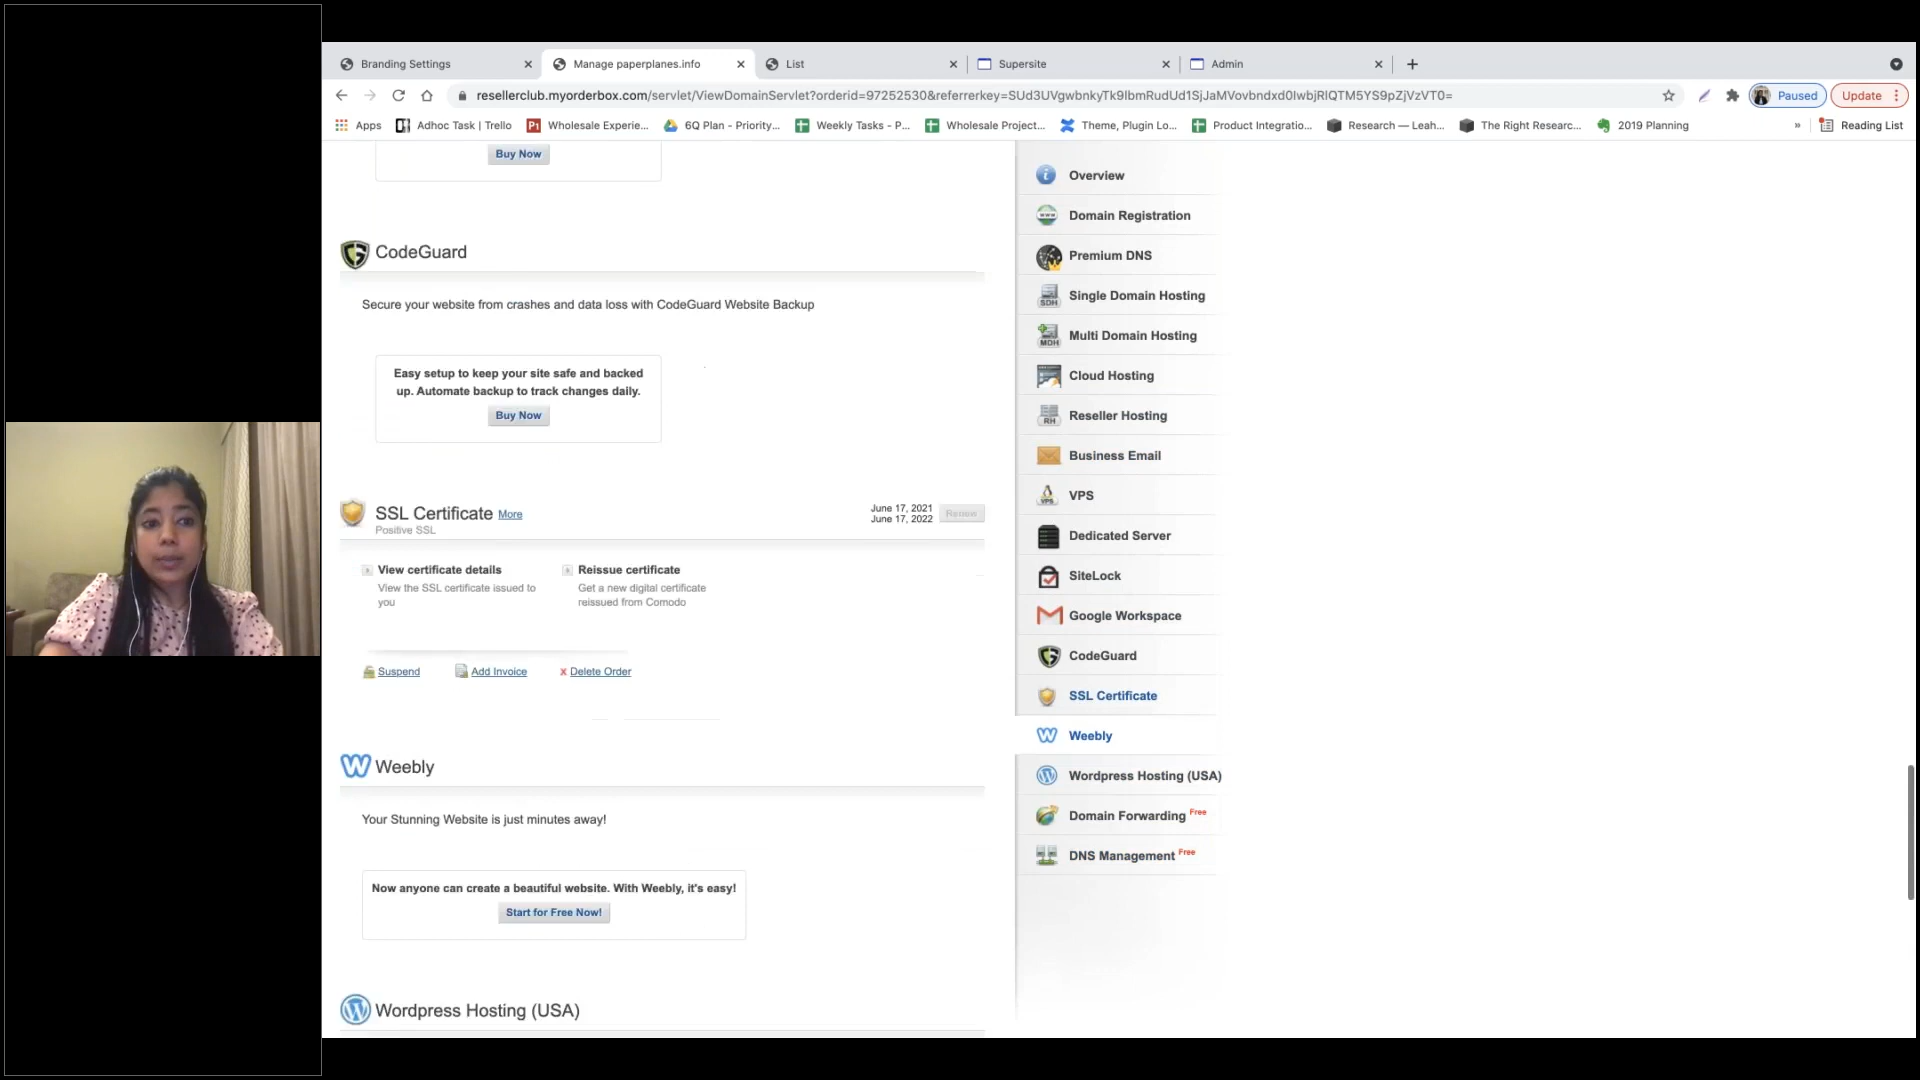 Branding Settings
Manage paperplanes.info
List
Supersite
Admin
resellerclub.myorderbox.com/servlet/ViewDomainServlet?orderid=97252530&referrerkey=SUd3UVgwbnkyTk9lbmRudUd1SjJaMVovbndxd0IwbjRIQTM5YS9pZjVzVT0=
Paused
Update
Apps
Adhoc Task | Trello
Wholesale Experie...
6Q Plan - Priority...
Weekly Tasks - P...
Wholesale Project...
Theme, Plugin Lo...
Product Integratio...
Research — Leah...
The Right Researc...
2019 Planning
»
Reading List
Buy Now
CodeGuard
Secure your website from crashes and data loss with CodeGuard Website Backup
Easy setup to keep your site safe and backed
up. Automate backup to track changes daily.
Buy Now
SSL Certificate More
Positive SSL
June 17, 2021
June 17, 2022
Renew
View certificate details
View the SSL certificate issued to
you
Reissue certificate
Get a new digital certificate
reissued from Comodo
Suspend
Add Invoice
x Delete Order
Weebly
Your Stunning Website is just minutes away!
Now anyone can create a beautiful website. With Weebly, it's easy!
Start for Free Now!
Wordpress Hosting (USA)
Overview
Domain Registration
Premium DNS
Single Domain Hosting
Multi Domain Hosting
Cloud Hosting
Reseller Hosting
Business Email
VPS
Dedicated Server
SiteLock
Google Workspace
CodeGuard
SSL Certificate
Weebly
Wordpress Hosting (USA)
Domain Forwarding Free
DNS Management Free